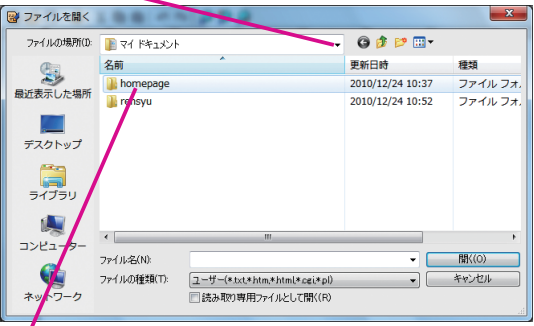 ファイルを開く
ファイルの場所(I):
マイ ドキュメント
名前
更新日時
種類
homepage
2010/12/24 10:37
ファイル フォ
rensyu
2010/12/24 10:52
ファイル フォ
最近表示した場所
デスクトップ
ライブラリ
コンピューター
ネットワーク
ファイル名(N):
開く(O)
ファイルの種類(T):
ユーザー(*.txt,*.htm,*.html,*.cgi,*.pl)
キャンセル
読み取り専用ファイルとして開く(R)